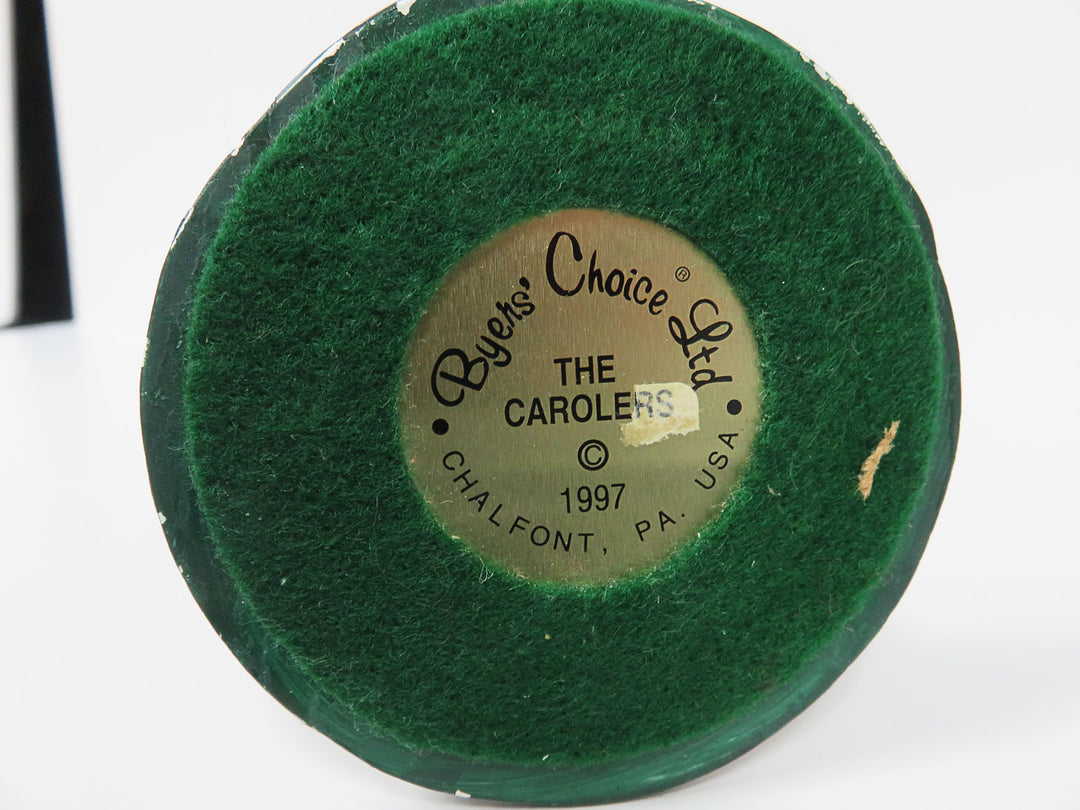 Byers' Choice® Ltd
THE
CAROLERS
©
1997
• CHALFONT, PA. USA •